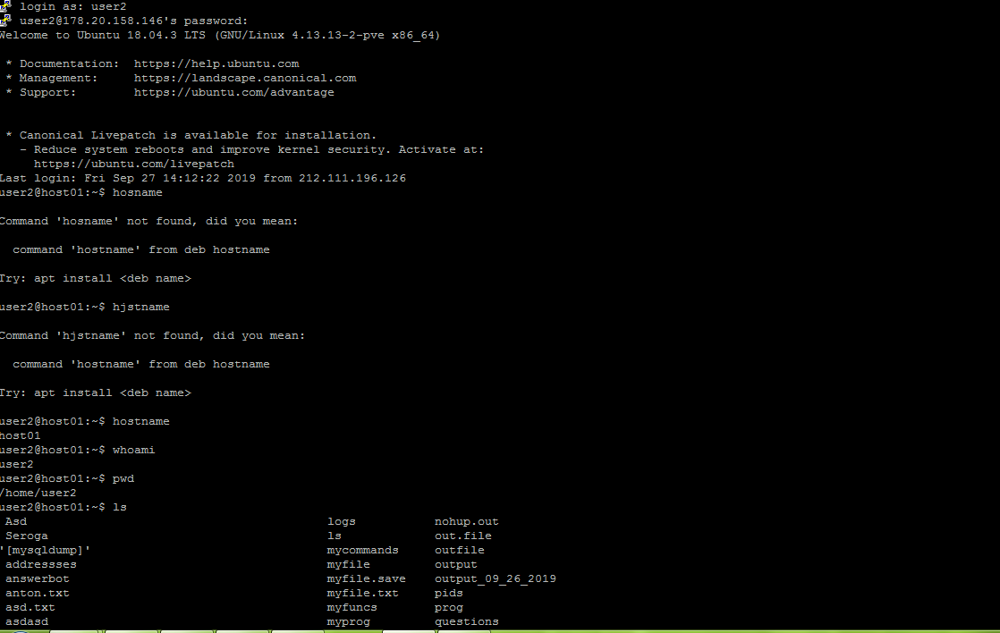 login as: user2
user2@178.20.158.146's password:
Welcome to Ubuntu 18.04.3 LTS (GNU/Linux 4.13.13-2-pve x86_64)
* Documentation:  https://help.ubuntu.com
* Management:     https://landscape.canonical.com
* Support:        https://ubuntu.com/advantage
* Canonical Livepatch is available for installation.
- Reduce system reboots and improve kernel security. Activate at:
https://ubuntu.com/livepatch
Last login: Fri Sep 27 14:12:22 2019 from 212.111.196.126
user2@host01:~$ hosname
Command 'hosname' not found, did you mean:
command 'hostname' from deb hostname
Try: apt install <deb name>
user2@host01:~$ hjstname
Command 'hjstname' not found, did you mean:
command 'hostname' from deb hostname
Try: apt install <deb name>
user2@host01:~$ hostname
host01
user2@host01:~$ whoami
user2
user2@host01:~$ pwd
/home/user2
user2@host01:~$ ls
Asd logs nohup.out
Seroga ls out.file
'[mysqldump]' mycommands outfile
addressses myfile output
answerbot myfile.save output_09_26_2019
anton.txt myfile.txt pids
asd.txt myfuncs prog
asdasd myprog questions